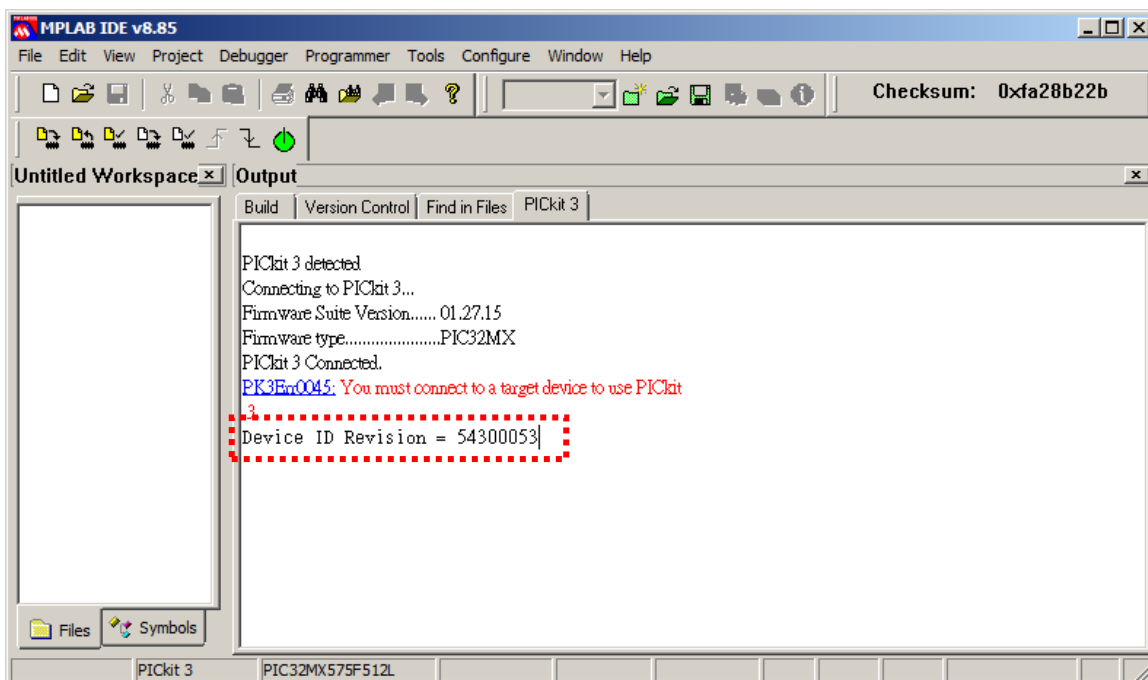 MPLAB IDE v8.85
File Edit View Project Debugger Programmer Tools Configure Window Help
Checksum: 0xfa28b22b
Untitled Workspace
Output
Build Version Control Find in Files PICkit 3
PICkit 3 detected
Connecting to PICkit 3...
Firmware Suite Version...... 01.27.15
Firmware type......................PIC32MX
PICkit 3 Connected.
PK3Err0045: You must connect to a target device to use PICkit
3.
Device ID Revision = 54300053
Files Symbols
PICkit 3 PIC32MX575F512L